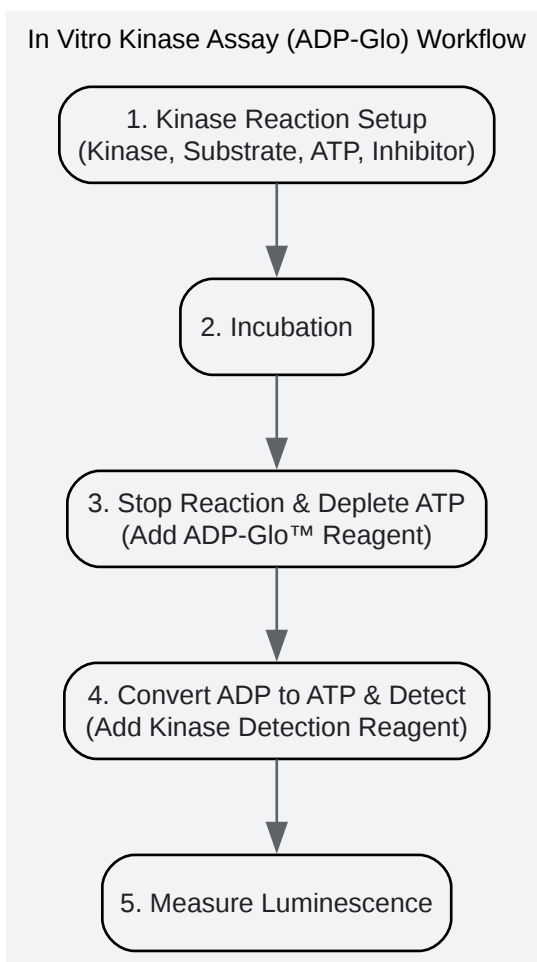 In Vitro Kinase Assay (ADP-Glo) Workflow
1. Kinase Reaction Setup
(Kinase, Substrate, ATP, Inhibitor)
2. Incubation
3. Stop Reaction & Deplete ATP
(Add ADP-Glo™ Reagent)
4. Convert ADP to ATP & Detect
(Add Kinase Detection Reagent)
5. Measure Luminescence